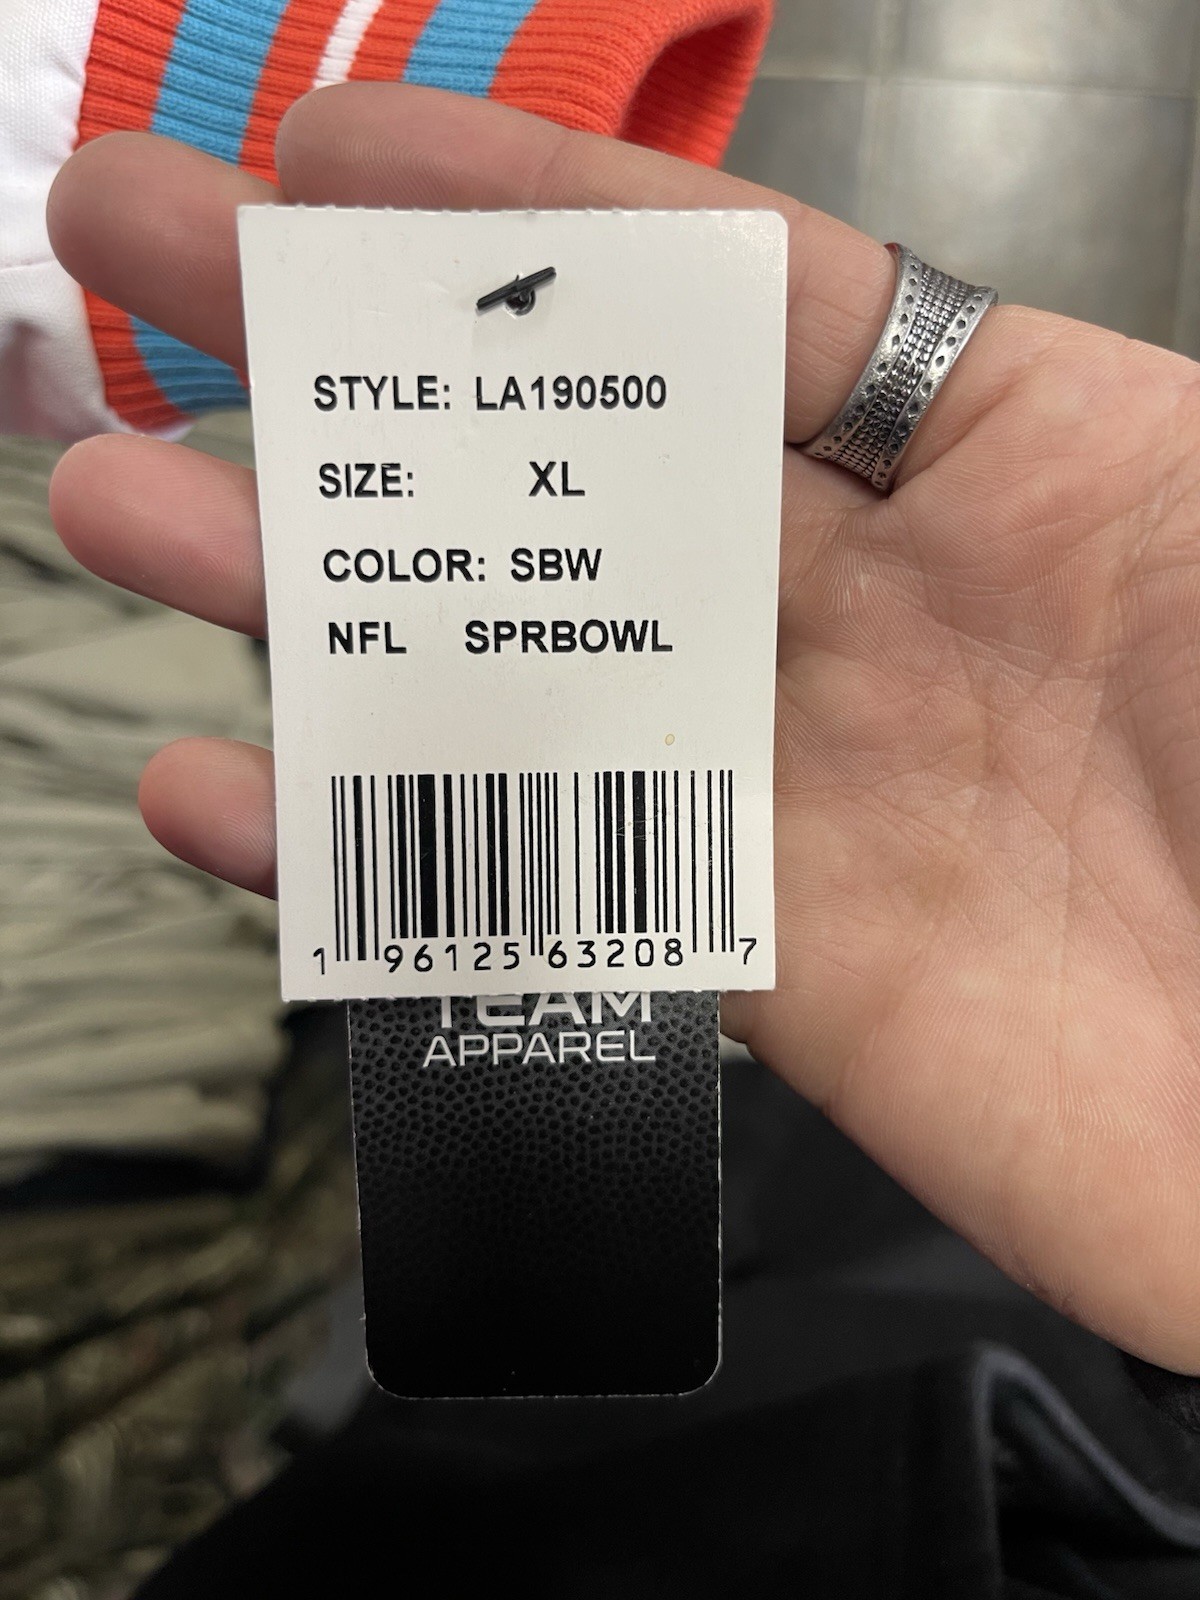 STYLE: LA190500
SIZE: XL
COLOR: SBW
NFL SPRBOWL
1 96125 63208 7
TEAM
APPAREL